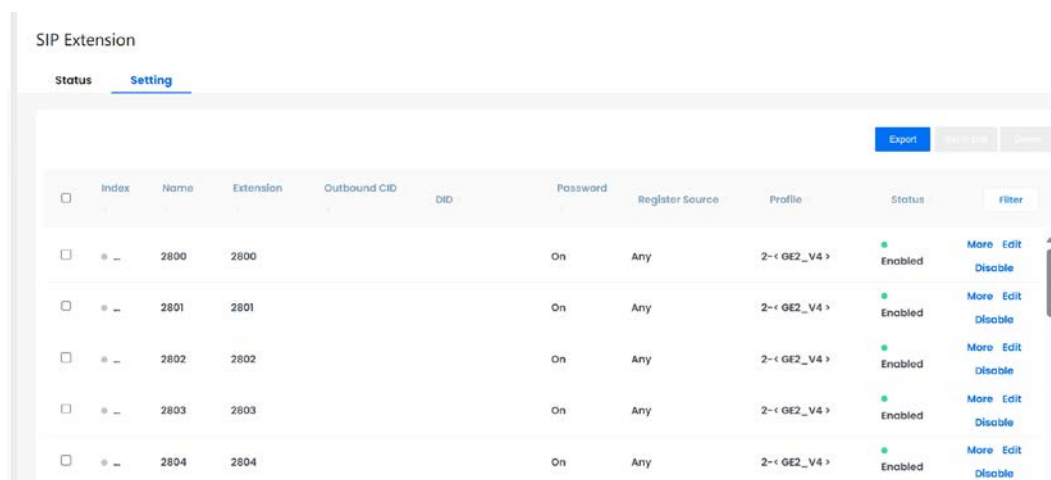 SIP Extension
Status Setting
Export Batch Edit Delete
Index Name Extension Outbound CID DID Password Register Source Profile Status Filter
... 2800 2800 On Any 2-< GE2_V4 > Enabled More Edit Disable
... 2801 2801 On Any 2-< GE2_V4 > Enabled More Edit Disable
... 2802 2802 On Any 2-< GE2_V4 > Enabled More Edit Disable
... 2803 2803 On Any 2-< GE2_V4 > Enabled More Edit Disable
... 2804 2804 On Any 2-< GE2_V4 > Enabled More Edit Disable